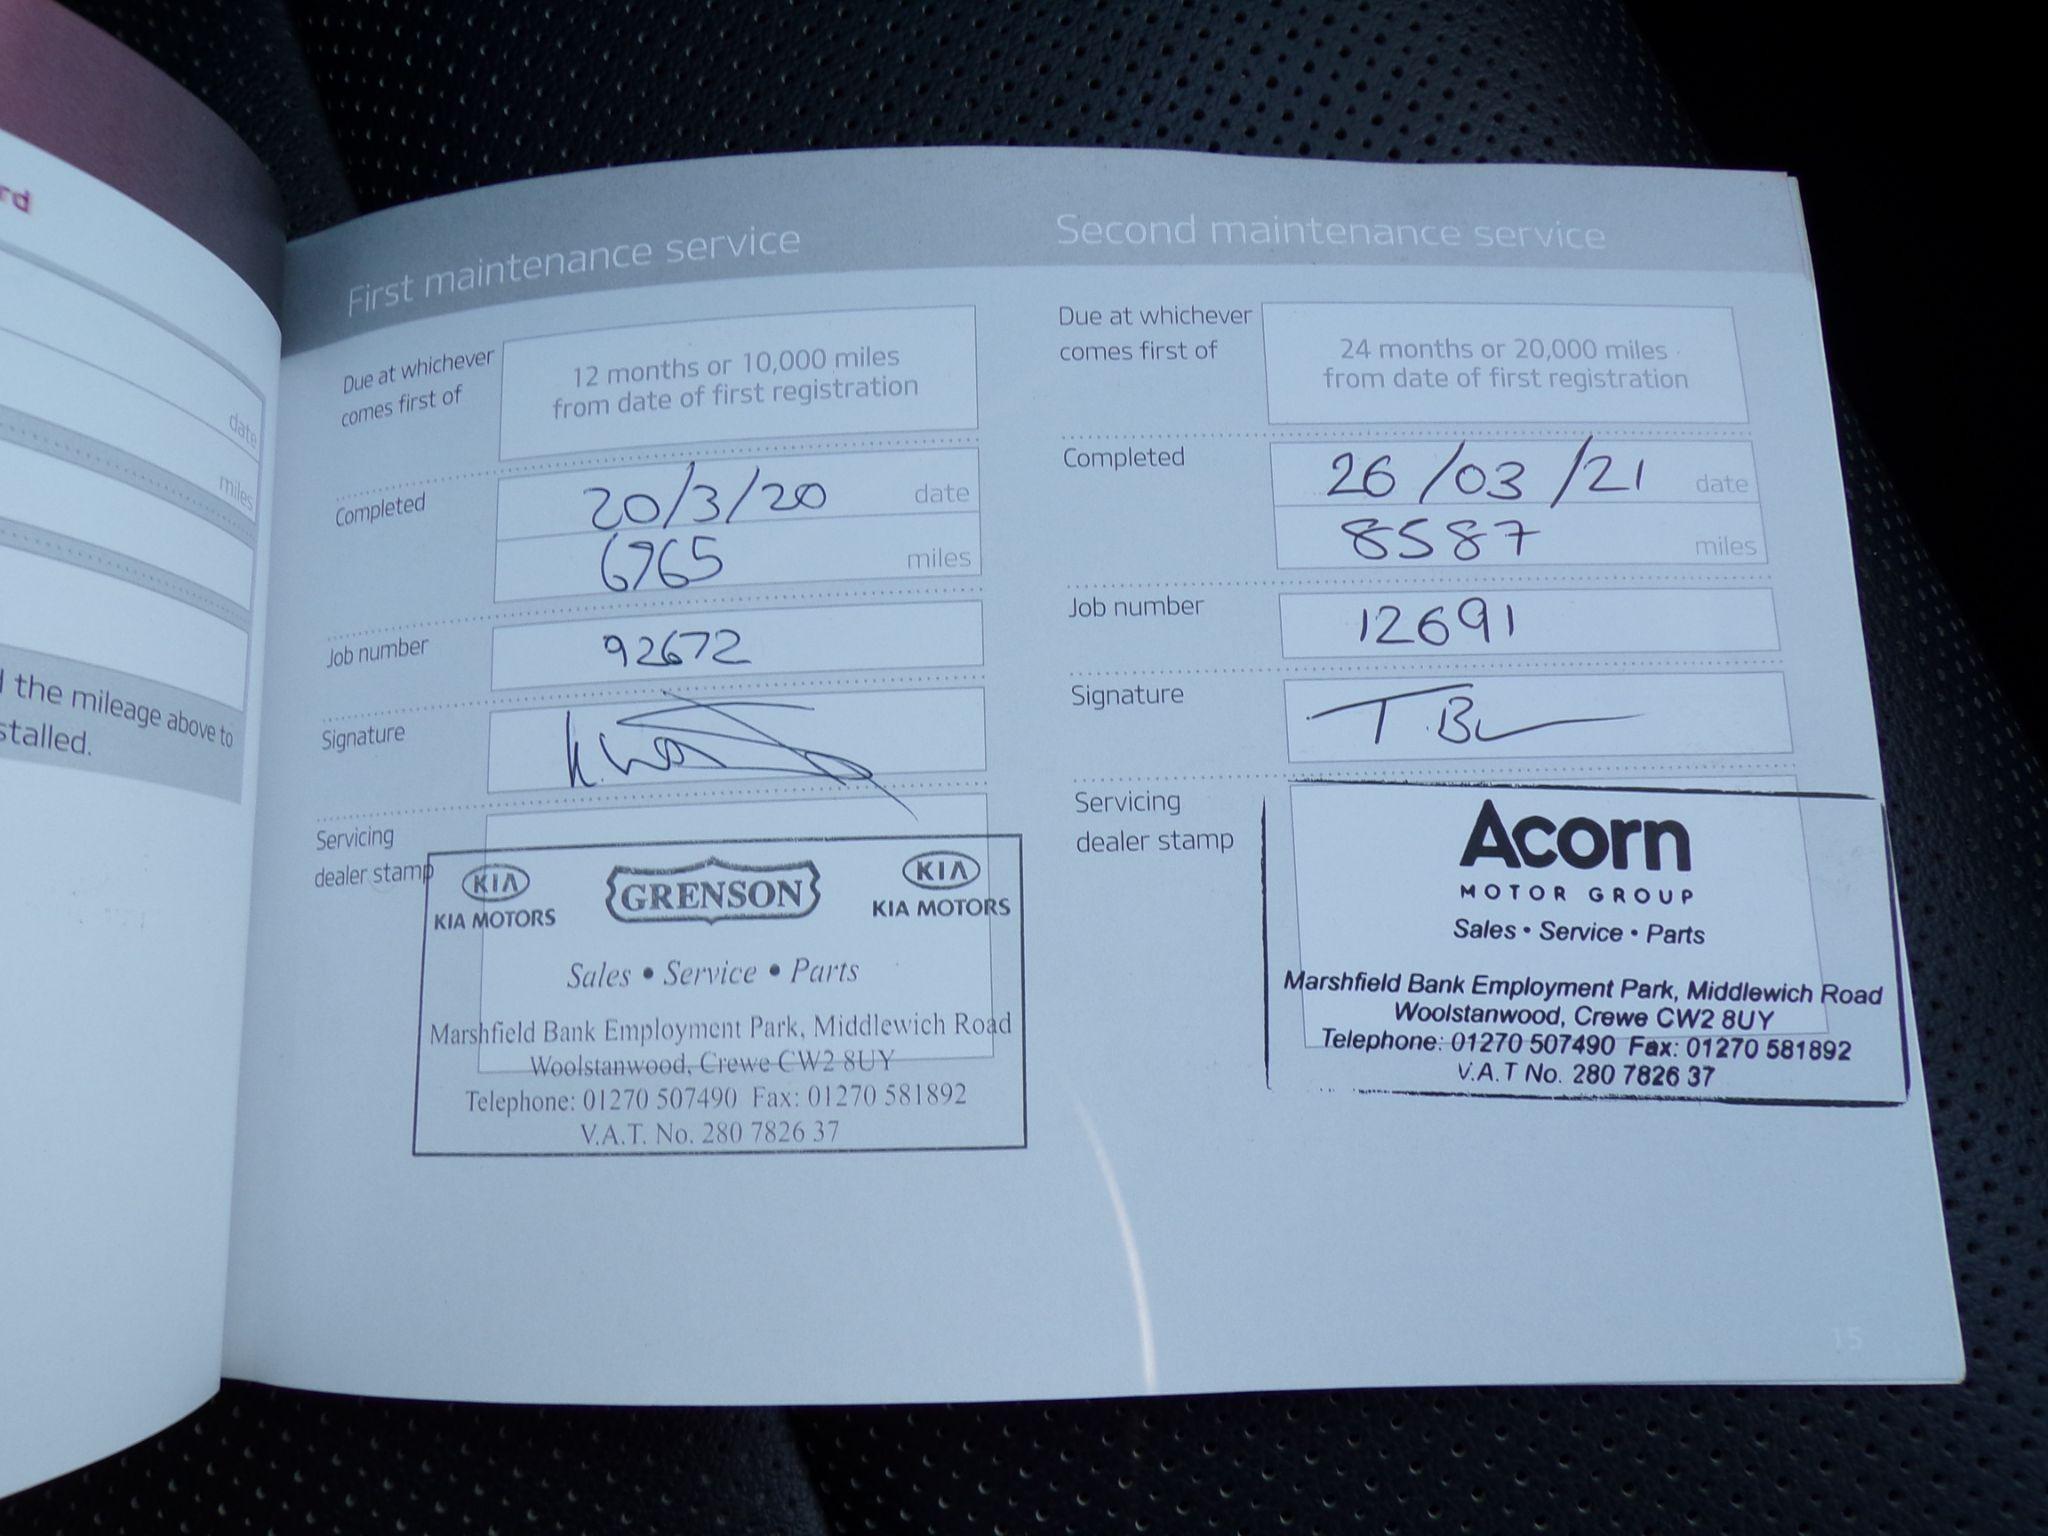 rd
date
miles
the mileage above to
stalled.
First maintenance service
Due at whichever
comes first of
12 months or 10,000 miles
from date of first registration
Completed
20/3/20 date
6765 miles
Job number
92672
Signature
Servicing
dealer stamp
KIA
KIA MOTORS
GRENSON
KIA
KIA MOTORS
Sales • Service • Parts
Marshfield Bank Employment Park, Middlewich Road
Woolstanwood, Crewe CW2 8UY
Telephone: 01270 507490 Fax: 01270 581892
V.A.T. No. 280 7826 37
Second maintenance service
Due at whichever
comes first of
24 months or 20,000 miles
from date of first registration
Completed
26/03/21 date
8587 miles
Job number
12691
Signature
Servicing
dealer stamp
Acorn
MOTOR GROUP
Sales • Service • Parts
Marshfield Bank Employment Park, Middlewich Road
Woolstanwood, Crewe CW2 8UY
Telephone: 01270 507490 Fax: 01270 581892
V.A.T No. 280 7826 37
15